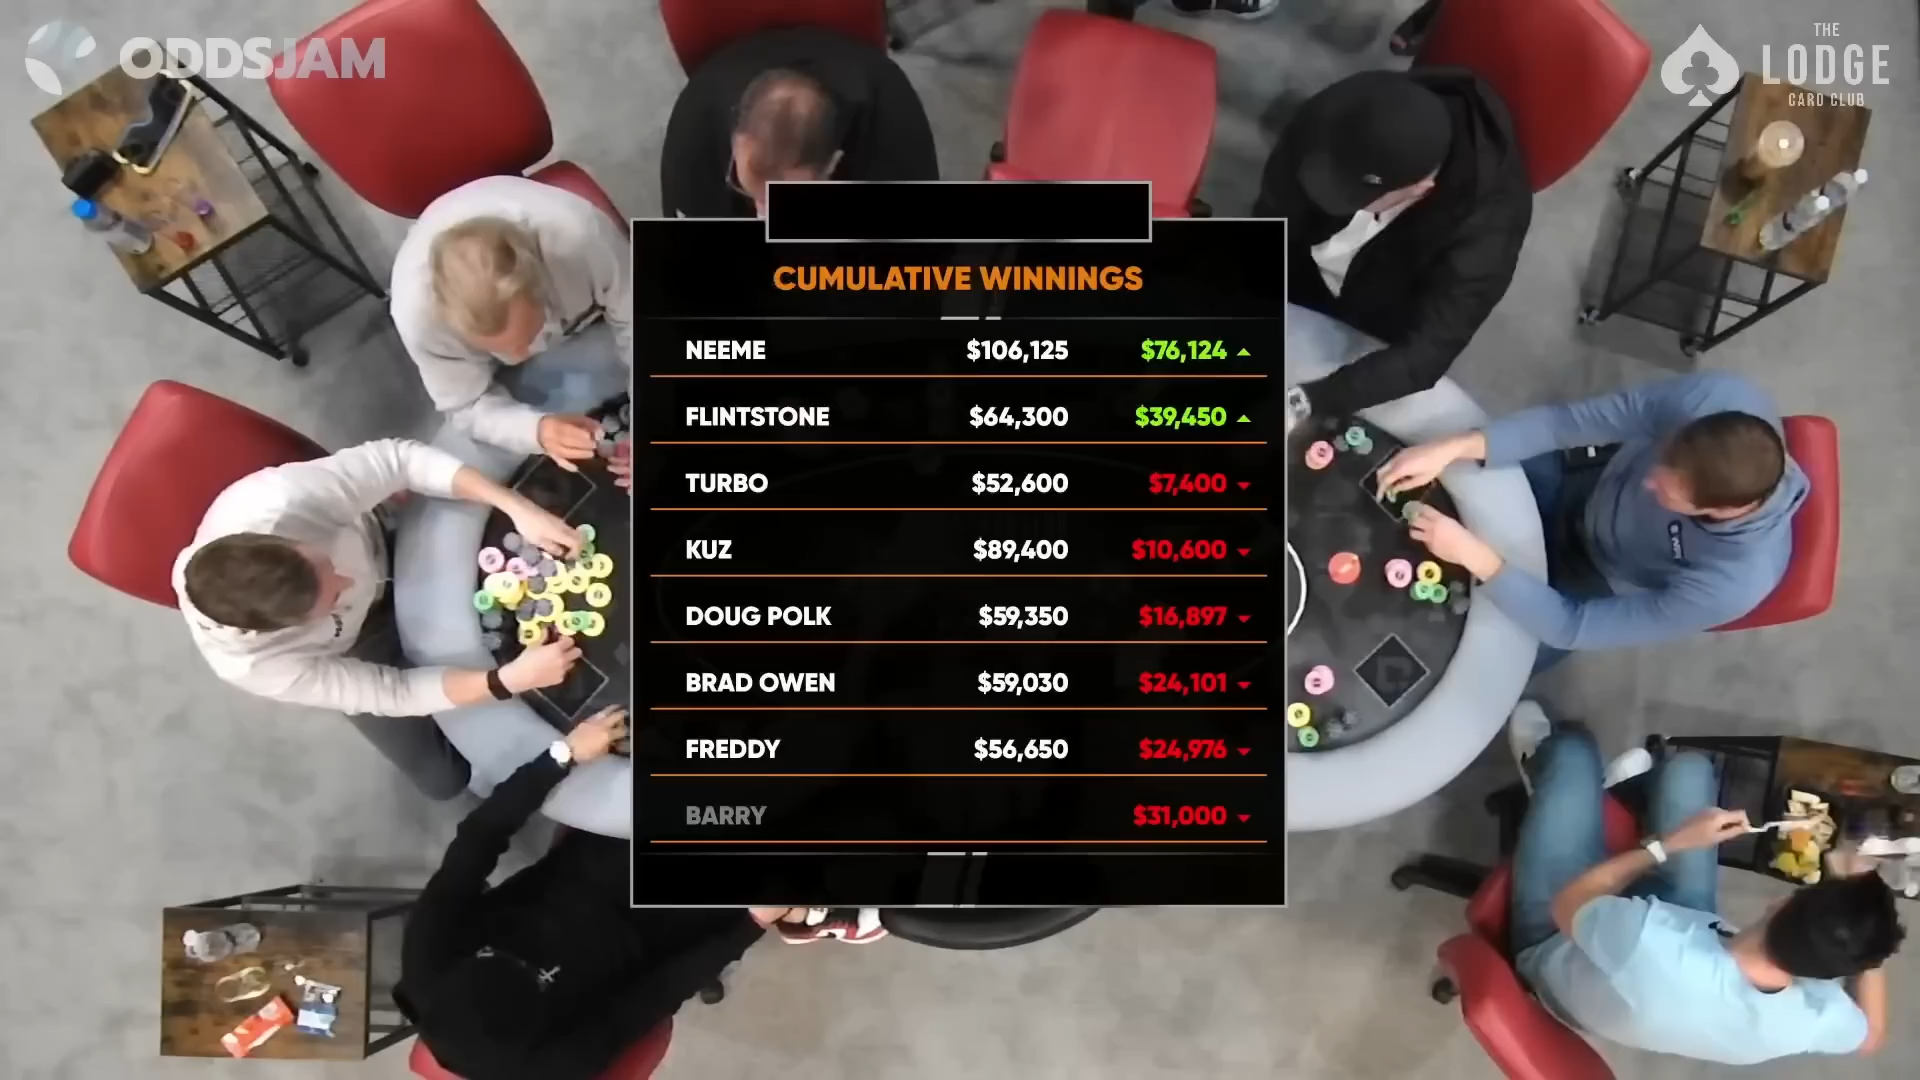 ODDSJAM
THE
LODGE
CARD CLUB
CUMULATIVE WINNINGS
NEEME $106,125 $76,124
FLINTSTONE $64,300 $39,450
TURBO $52,600 $7,400
KUZ $89,400 $10,600
DOUG POLK $59,350 $16,897
BRAD OWEN $59,030 $24,101
FREDDY $56,650 $24,976
BARRY $31,000